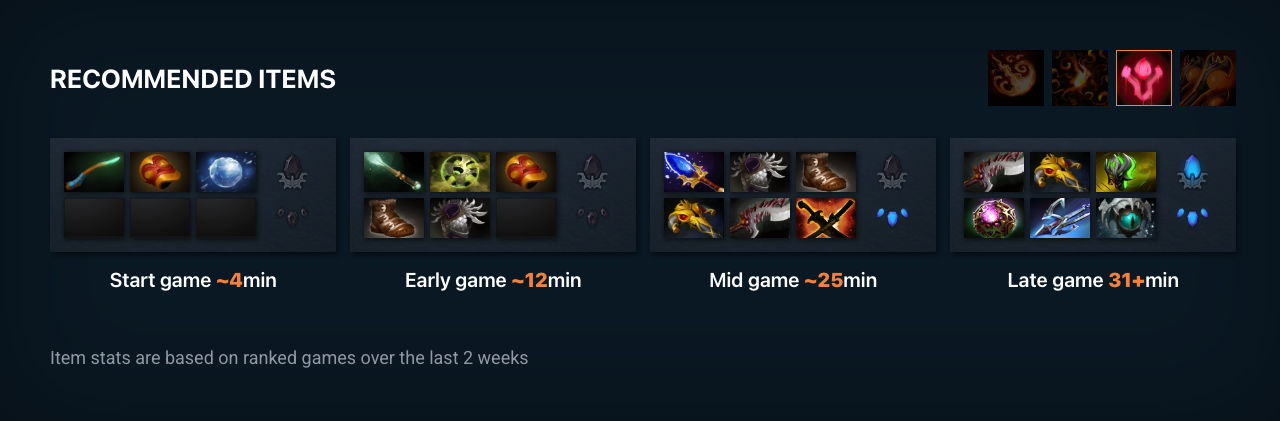 RECOMMENDED ITEMS
Start game ~4min
Early game ~12min
Mid game ~25min
Late game 31+min
Item stats are based on ranked games over the last 2 weeks